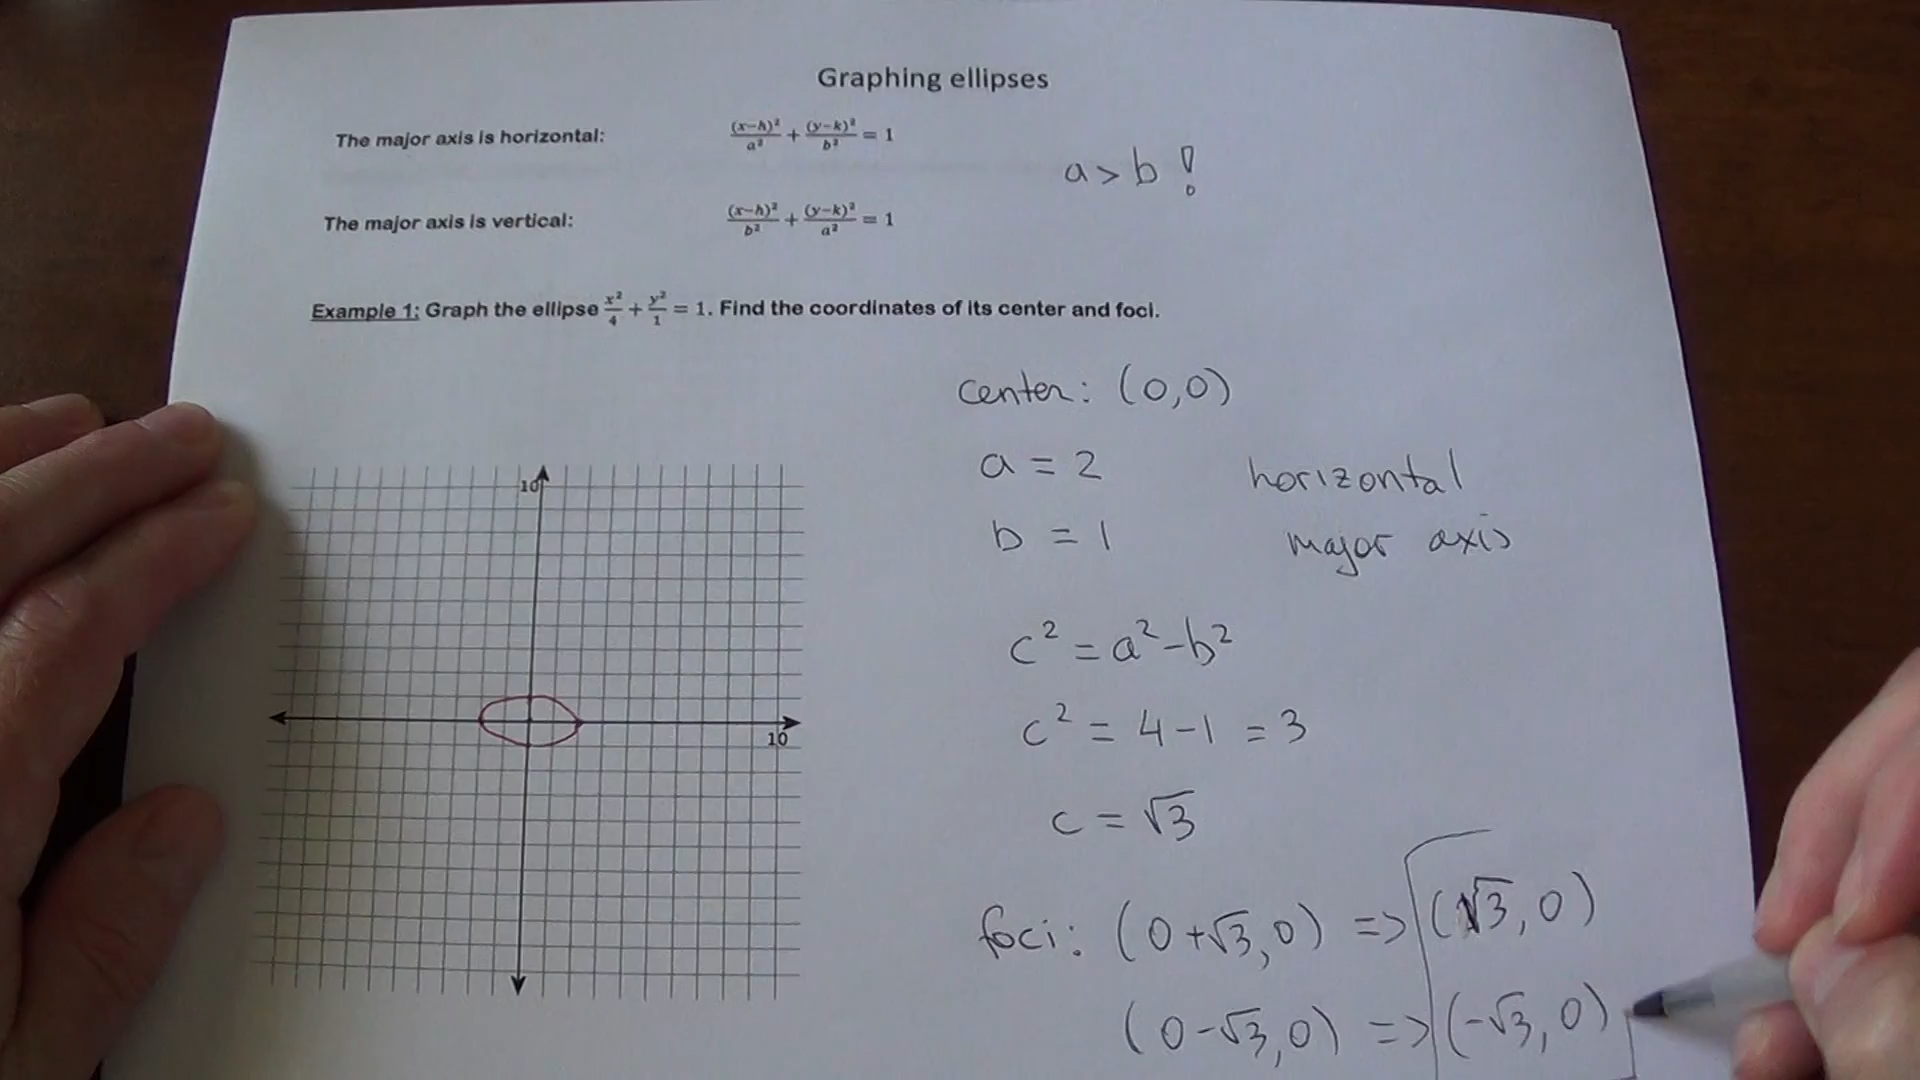 Graphing ellipses
The major axis is horizontal: (x−h)²/a² + (y−k)²/b² = 1
a > b !
The major axis is vertical: (x−h)²/b² + (y−k)²/a² = 1
Example 1: Graph the ellipse x²/4 + y²/1 = 1. Find the coordinates of its center and foci.
center: (0,0)
a = 2 horizontal
b = 1 major axis
10
c² = a² - b²
c² = 4 - 1 = 3
10
c = √3
foci: (0+√3, 0) => (√3, 0)
(0-√3, 0) => (-√3, 0)